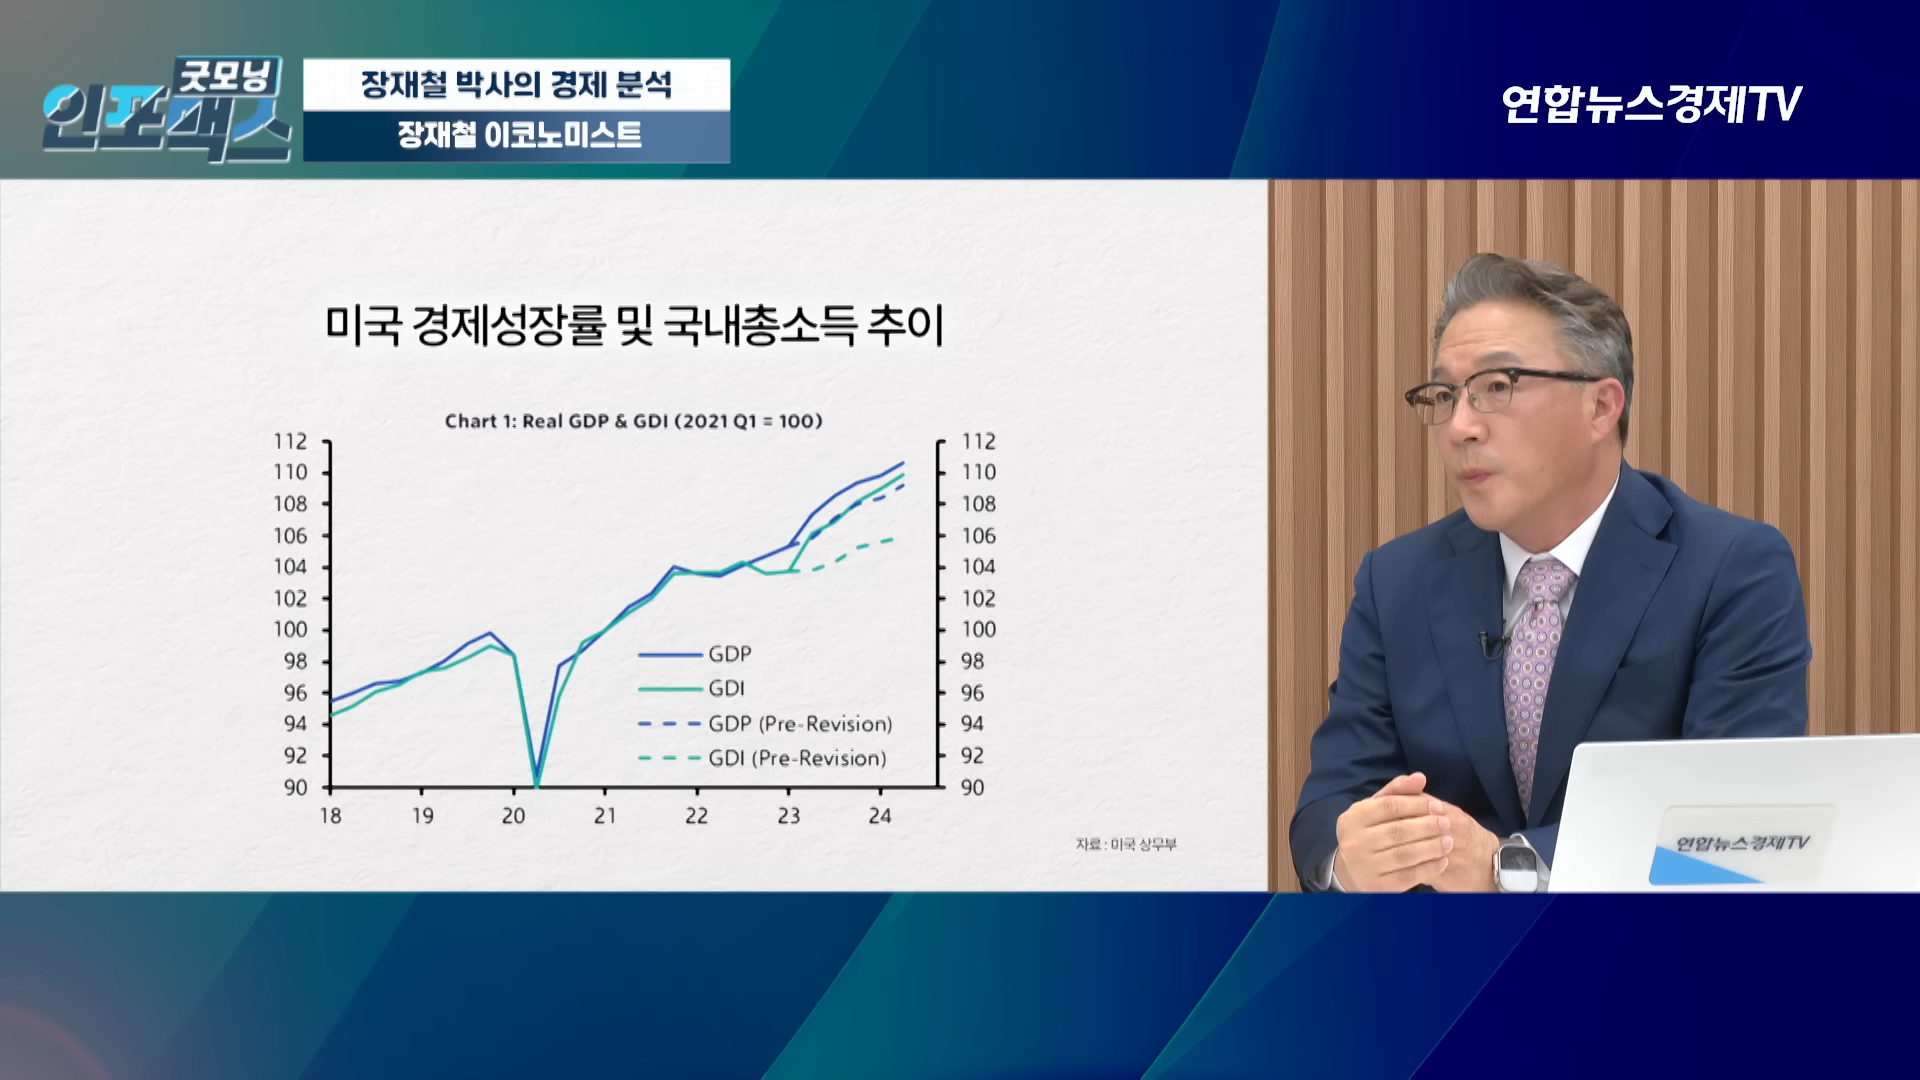 굿모닝
인포맥스
장재철 박사의 경제 분석
장재철 이코노미스트
연합뉴스경제TV
미국 경제성장률 및 국내총소득 추이
Chart 1: Real GDP & GDI (2021 Q1 = 100)
112 112
110 110
108 108
106 106
104 104
102 102
100 100
98 98
96 96
94 94
92 92
90 90
GDP
GDI
GDP (Pre-Revision)
GDI (Pre-Revision)
18 19 20 21 22 23 24
자료 : 미국 상무부
연합뉴스경제TV